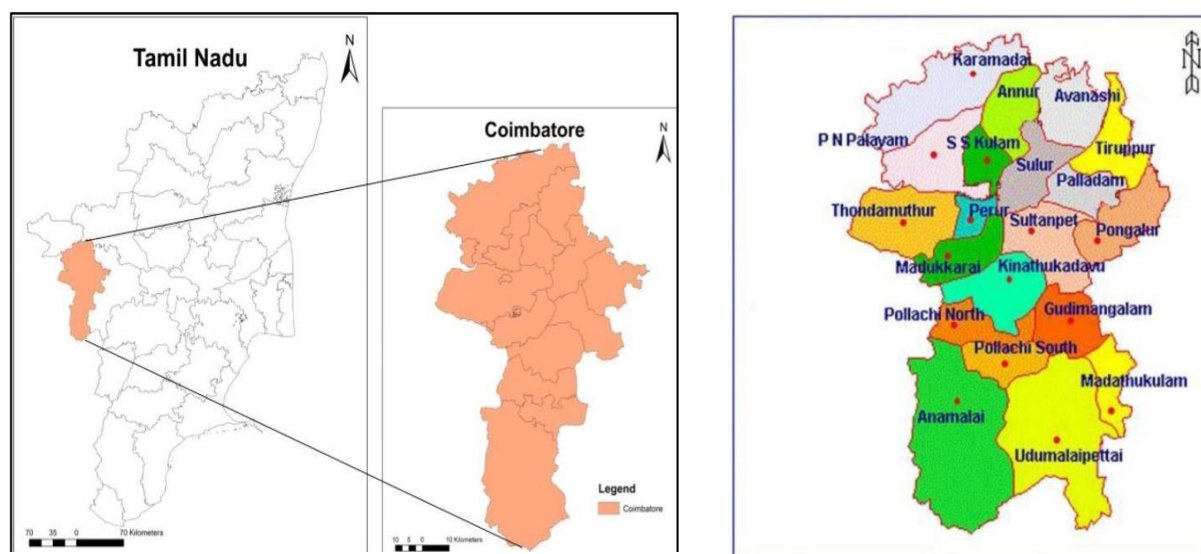 Tamil Nadu
N
70 35 0 70 Kilometers
Coimbatore
N
Legend
Coimbatore
10 5 0 10 Kilometers
N
Karamadai
Annur
Avanashi
P N Palayam
S S Kulam
Tiruppur
Sulur
Palladam
Thondamuthur
Perur
Sultanpet
Pongalur
Madukkarai
Kinathukadavu
Pollachi North
Gudimangalam
Pollachi South
Madathukulam
Anamalai
Udumalaipettai